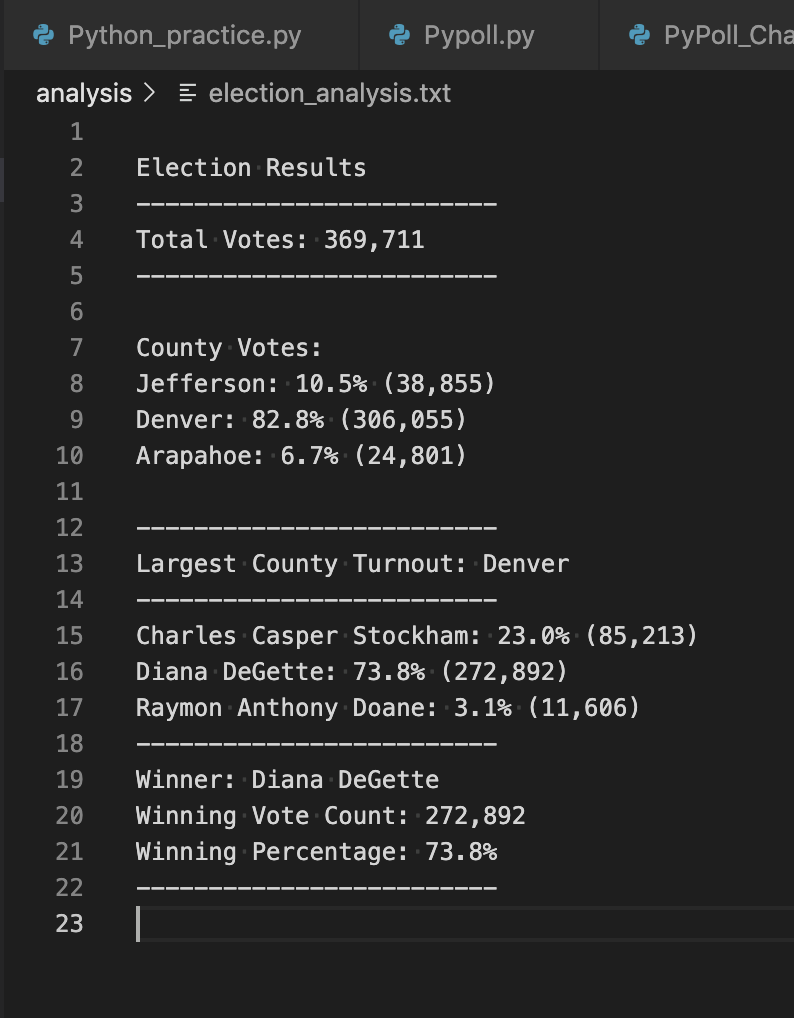 Python_practice.py Pypoll.py PyPoll_Cha
analysis > election_analysis.txt
1
2 Election Results
3 -------------------------
4 Total Votes: 369,711
5 -------------------------
6
7 County Votes:
8 Jefferson: 10.5% (38,855)
9 Denver: 82.8% (306,055)
10 Arapahoe: 6.7% (24,801)
11
12 -------------------------
13 Largest County Turnout: Denver
14 -------------------------
15 Charles Casper Stockham: 23.0% (85,213)
16 Diana DeGette: 73.8% (272,892)
17 Raymon Anthony Doane: 3.1% (11,606)
18 -------------------------
19 Winner: Diana DeGette
20 Winning Vote Count: 272,892
21 Winning Percentage: 73.8%
22 -------------------------
23